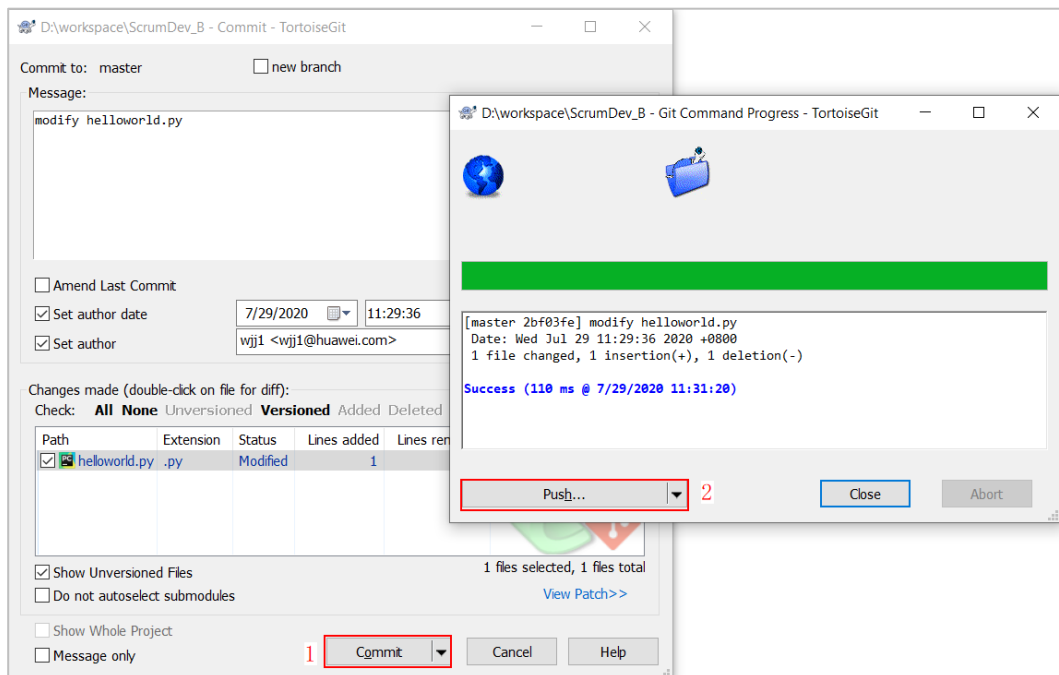 D:\workspace\ScrumDev_B - Commit - TortoiseGit
Commit to: master new branch
Message:
modify helloworld.py
Amend Last Commit
Set author date 7/29/2020 11:29:36
Set author wjj1 <wjj1@huawei.com>
Changes made (double-click on file for diff):
Check: All None Unversioned Versioned Added Deleted
Path Extension Status Lines added Lines ren
PC helloworld.py .py Modified 1
Show Unversioned Files 1 files selected, 1 files total
Do not autoselect submodules View Patch>>
Show Whole Project
Message only 1 Commit Cancel Help
D:\workspace\ScrumDev_B - Git Command Progress - TortoiseGit
[master 2bf03fe] modify helloworld.py
Date: Wed Jul 29 11:29:36 2020 +0800
1 file changed, 1 insertion(+), 1 deletion(-)
Success (110 ms @ 7/29/2020 11:31:20)
Push... 2 Close Abort